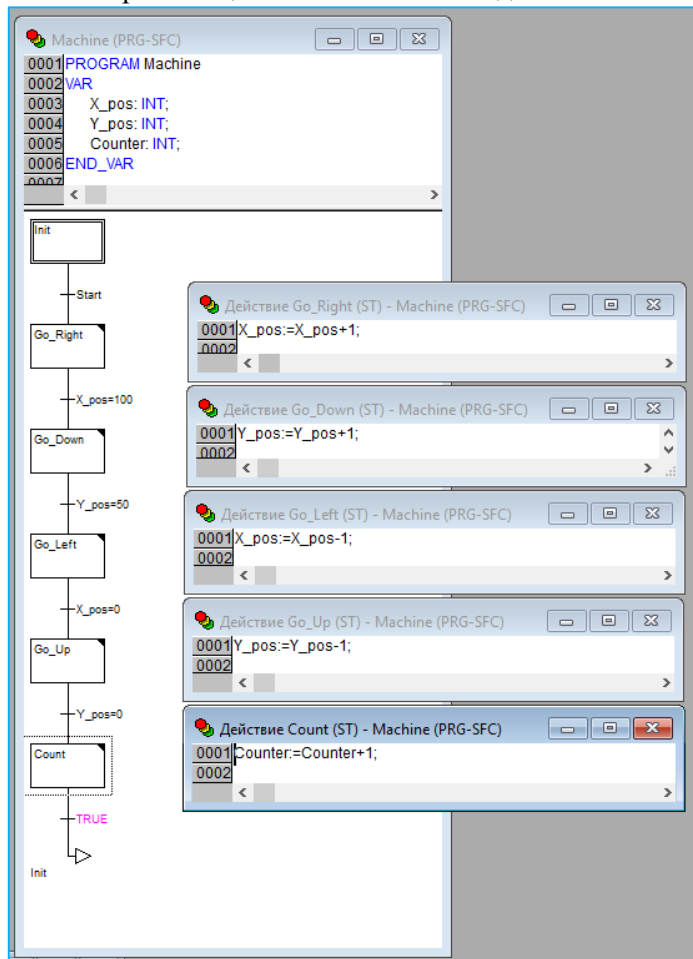 Machine (PRG-SFC)
0001 PROGRAM Machine
0002 VAR
0003 X_pos: INT;
0004 Y_pos: INT;
0005 Counter: INT;
0006 END_VAR
0007
Init
Start
Go_Right
X_pos=100
Go_Down
Y_pos=50
Go_Left
X_pos=0
Go_Up
Y_pos=0
Count
TRUE
Init
Действие Go_Right (ST) - Machine (PRG-SFC)
0001 X_pos:=X_pos+1;
0002
Действие Go_Down (ST) - Machine (PRG-SFC)
0001 Y_pos:=Y_pos+1;
0002
Действие Go_Left (ST) - Machine (PRG-SFC)
0001 X_pos:=X_pos-1;
0002
Действие Go_Up (ST) - Machine (PRG-SFC)
0001 Y_pos:=Y_pos-1;
0002
Действие Count (ST) - Machine (PRG-SFC)
0001 Counter:=Counter+1;
0002